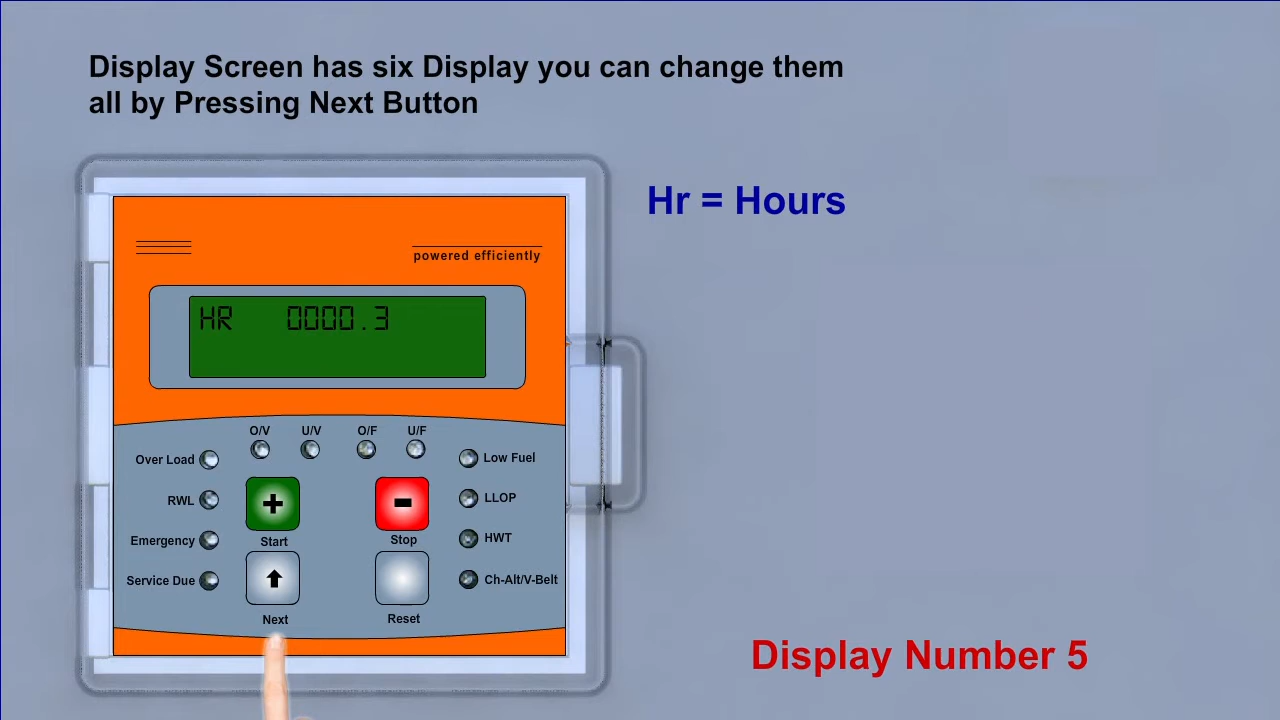 Display Screen has six Display you can change them
all by Pressing Next Button
Hr = Hours
powered efficiently
HR 0000.3
O/V U/V O/F U/F
Over Load
Low Fuel
RWL
LLOP
Emergency
HWT
Start
Stop
Service Due
Ch-Alt/V-Belt
Next
Reset
Display Number 5